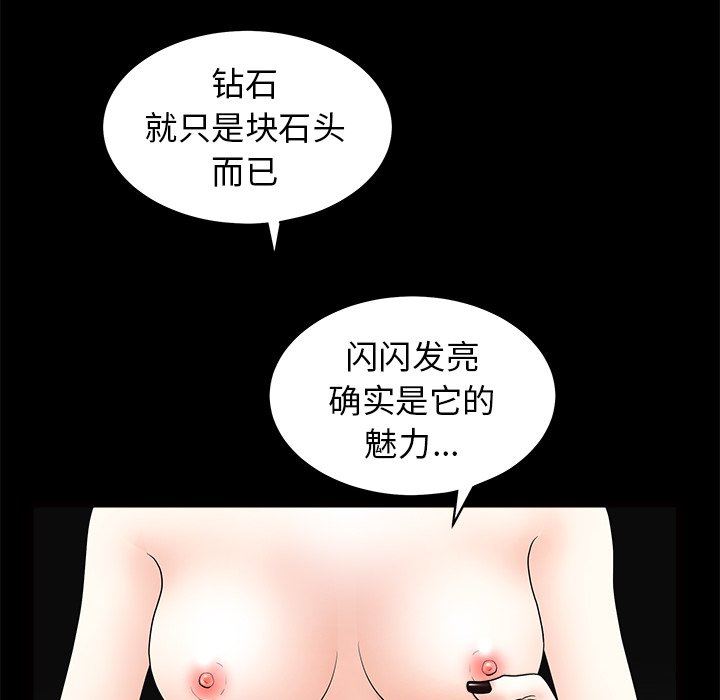 钻石
就只是块石头
而已
闪闪发亮
确实是它的
魅力...